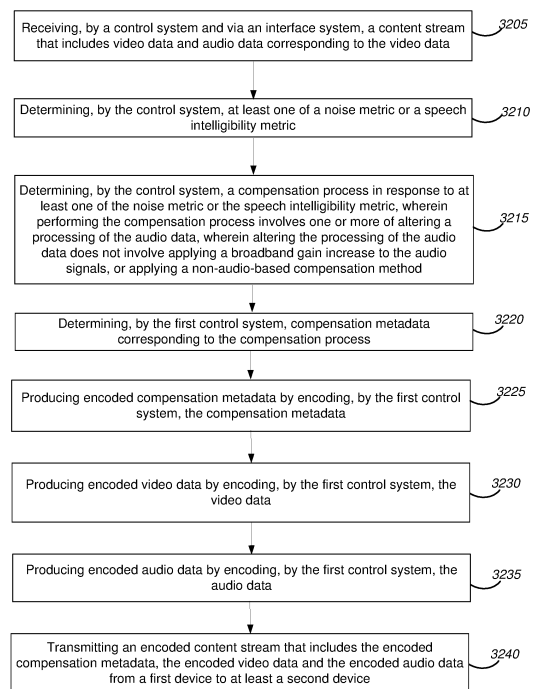 Receiving, by a control system and via an interface system, a content stream
that includes video data and audio data corresponding to the video data
3205
Determining, by the control system, at least one of a noise metric or a speech
intelligibility metric
3210
Determining, by the control system, a compensation process in response to at
least one of the noise metric or the speech intelligibility metric, wherein
performing the compensation process involves one or more of altering a
processing of the audio data, wherein altering the processing of the audio
data does not involve applying a broadband gain increase to the audio
signals, or applying a non-audio-based compensation method
3215
Determining, by the first control system, compensation metadata
corresponding to the compensation process
3220
Producing encoded compensation metadata by encoding, by the first control
system, the compensation metadata
3225
Producing encoded video data by encoding, by the first control system, the
video data
3230
Producing encoded audio data by encoding, by the first control system, the
audio data
3235
Transmitting an encoded content stream that includes the encoded
compensation metadata, the encoded video data and the encoded audio data
from a first device to at least a second device
3240